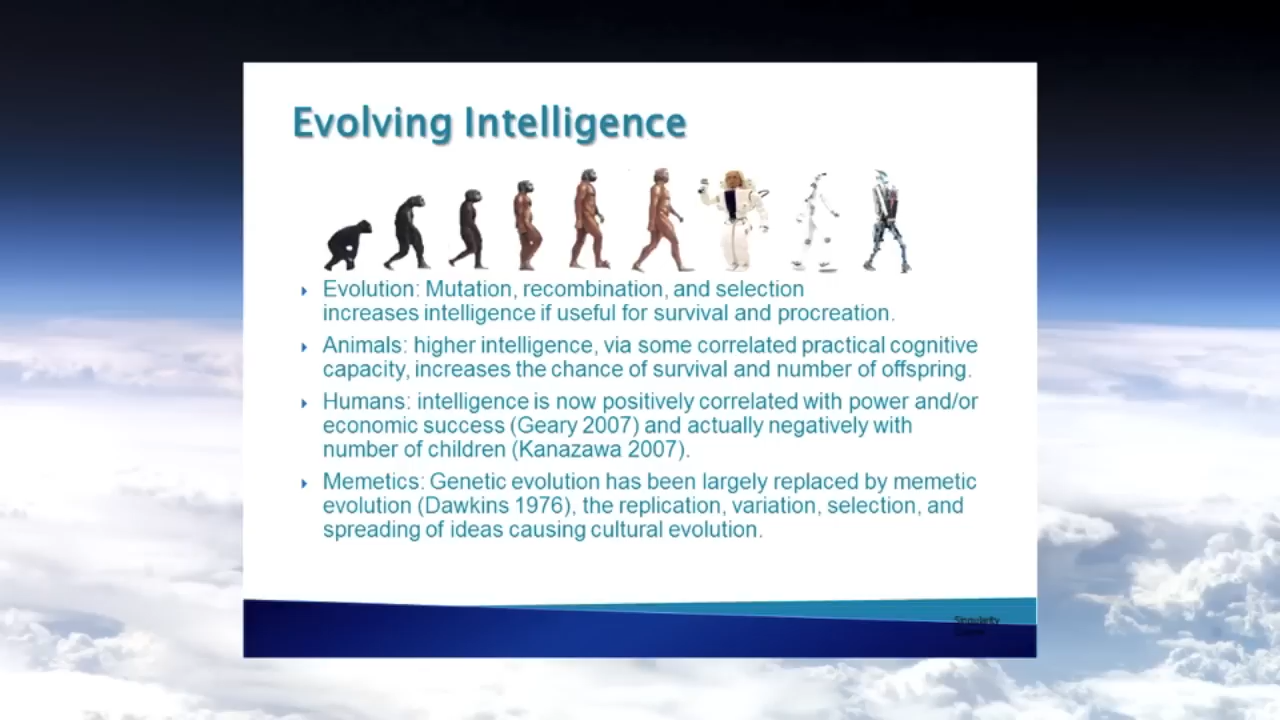 Evolving Intelligence
Evolution: Mutation, recombination, and selection
increases intelligence if useful for survival and procreation.
Animals: higher intelligence, via some correlated practical cognitive
capacity, increases the chance of survival and number of offspring.
Humans: intelligence is now positively correlated with power and/or
economic success (Geary 2007) and actually negatively with
number of children (Kanazawa 2007).
Memetics: Genetic evolution has been largely replaced by memetic
evolution (Dawkins 1976), the replication, variation, selection, and
spreading of ideas causing cultural evolution.
Singularity